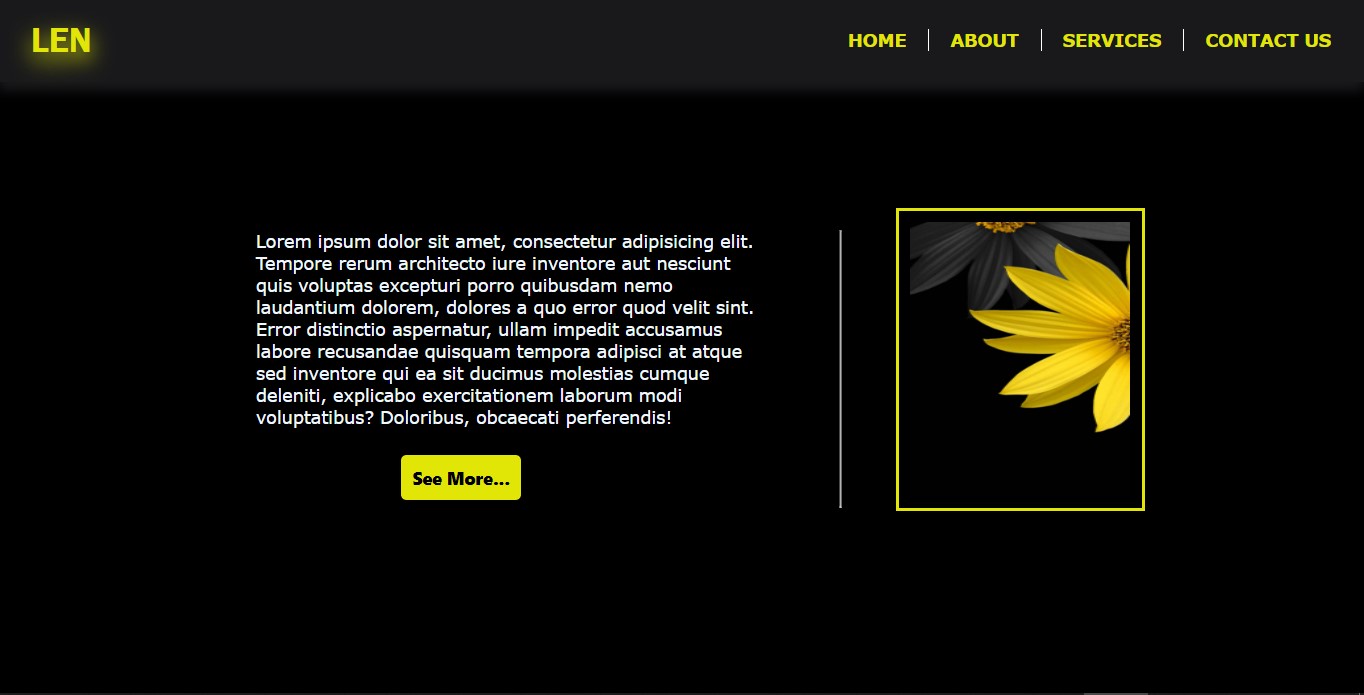 LEN
HOME
ABOUT
SERVICES
CONTACT US
Lorem ipsum dolor sit amet, consectetur adipisicing elit.
Tempore rerum architecto iure inventore aut nesciunt
quis voluptas excepturi porro quibusdam nemo
laudantium dolorem, dolores a quo error quod velit sint.
Error distinctio aspernatur, ullam impedit accusamus
labore recusandae quisquam tempora adipisci at atque
sed inventore qui ea sit ducimus molestias cumque
deleniti, explicabo exercitationem laborum modi
voluptatibus? Doloribus, obcaecati perferendis!
See More...